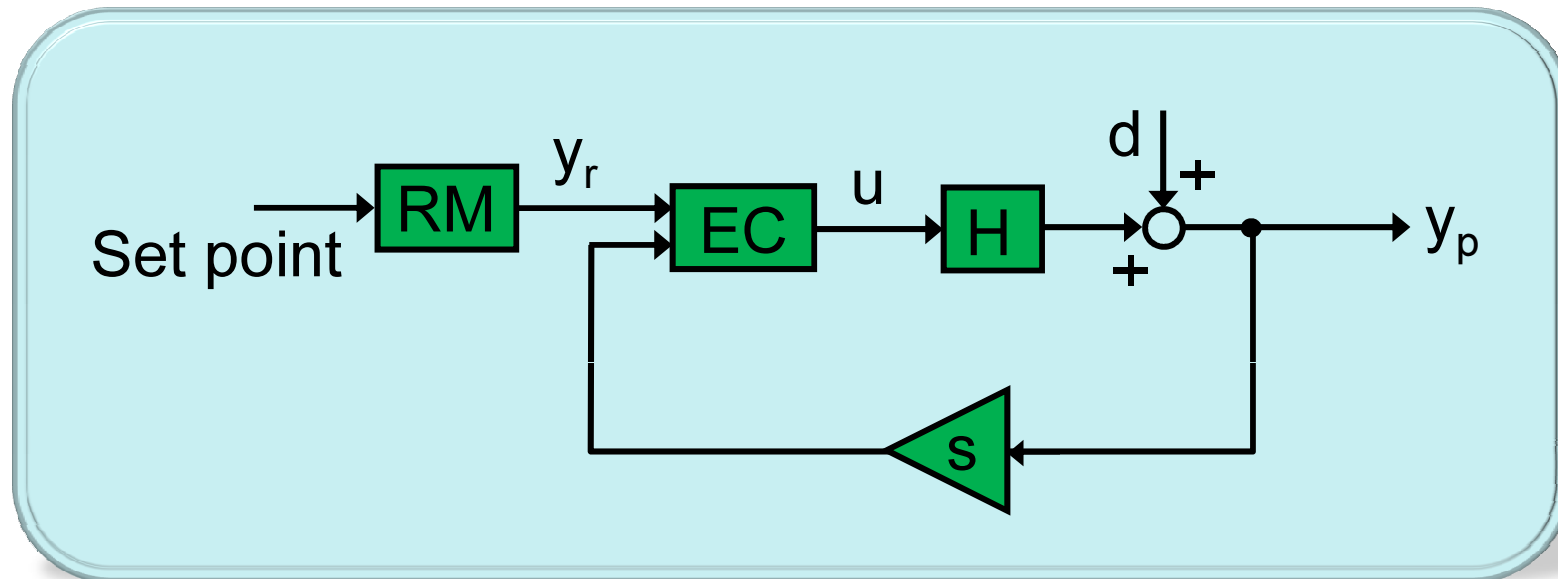 d
+
y_r
u
RM
EC
H
y_p
Set point
+
s